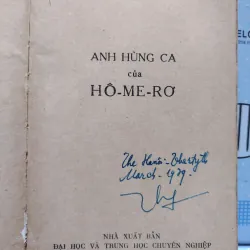 ANH HÙNG CA
của
HÔ-ME-RƠ
March - 1979.
NHÀ XUẤT BẢN
ĐẠI HỌC VÀ TRUNG HỌC CHUYÊN NGHIỆP